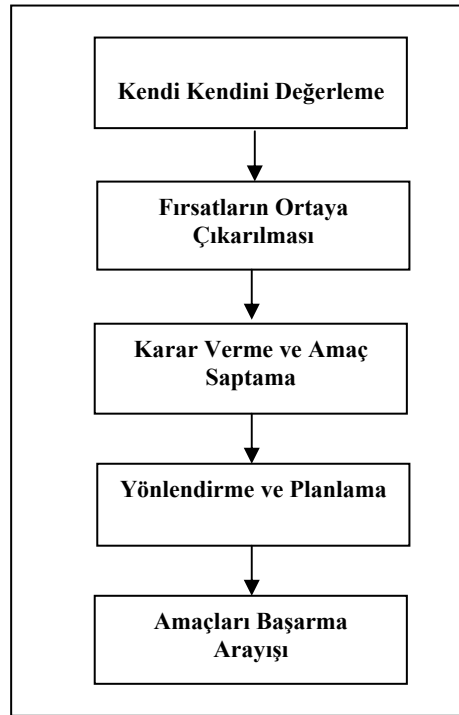 Kendi Kendini Değerleme
Fırsatların Ortaya
Çıkarılması
Karar Verme ve Amaç
Saptama
Yönlendirme ve Planlama
Amaçları Başarma
Arayışı